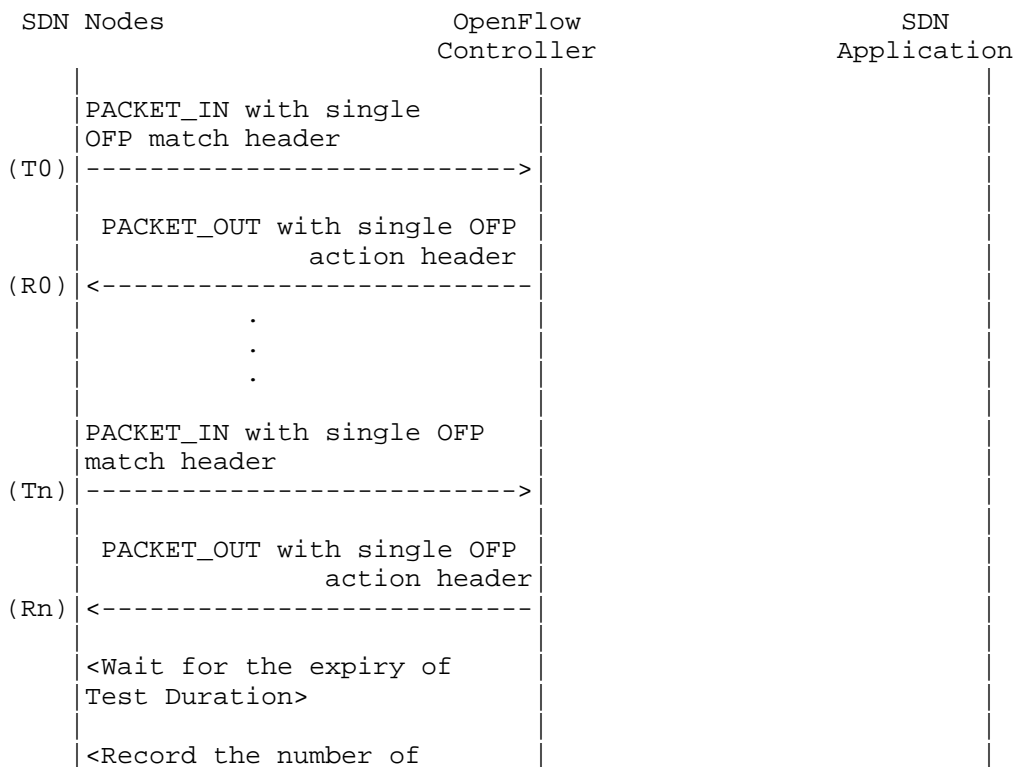 SDN Nodes OpenFlow SDN
Controller Application
PACKET_IN with single
OFP match header
(T0)|--------------------------->|
PACKET_OUT with single OFP
action header
(R0)|<---------------------------|
.
.
.
PACKET_IN with single OFP
match header
(Tn)|--------------------------->|
PACKET_OUT with single OFP
action header
(Rn)|<---------------------------|
<Wait for the expiry of
Test Duration>
<Record the number of